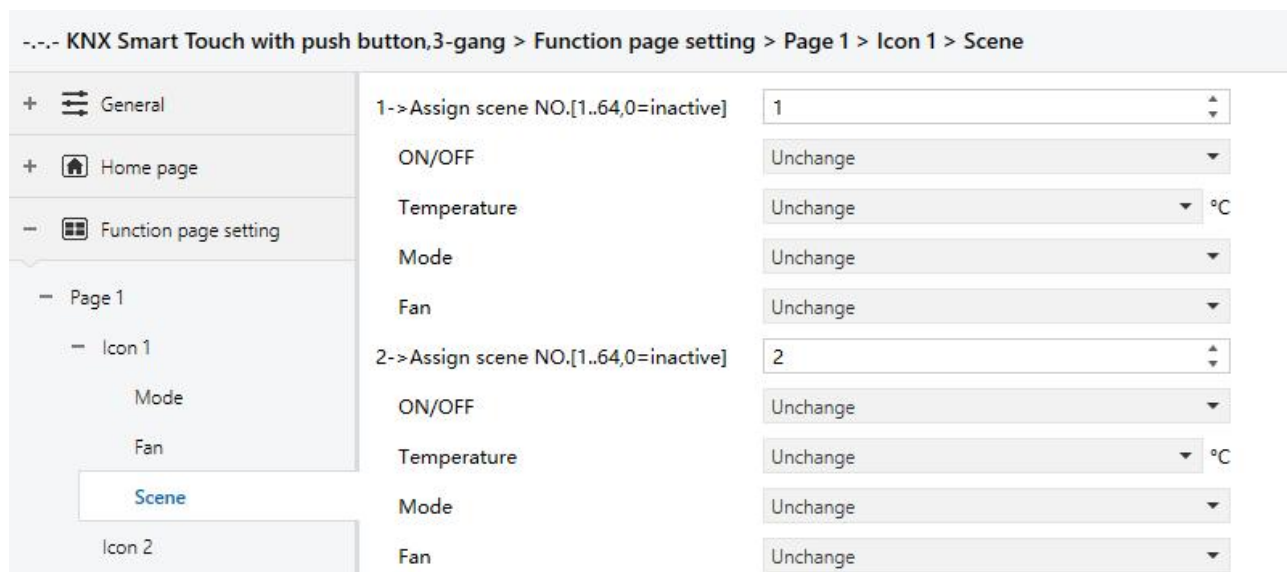 -.-.- KNX Smart Touch with push button,3-gang > Function page setting > Page 1 > Icon 1 > Scene
+ General
+ Home page
− Function page setting
− Page 1
− Icon 1
Mode
Fan
Scene
Icon 2
1->Assign scene NO.[1..64,0=inactive] 1
ON/OFF Unchange
Temperature Unchange °C
Mode Unchange
Fan Unchange
2->Assign scene NO.[1..64,0=inactive] 2
ON/OFF Unchange
Temperature Unchange °C
Mode Unchange
Fan Unchange